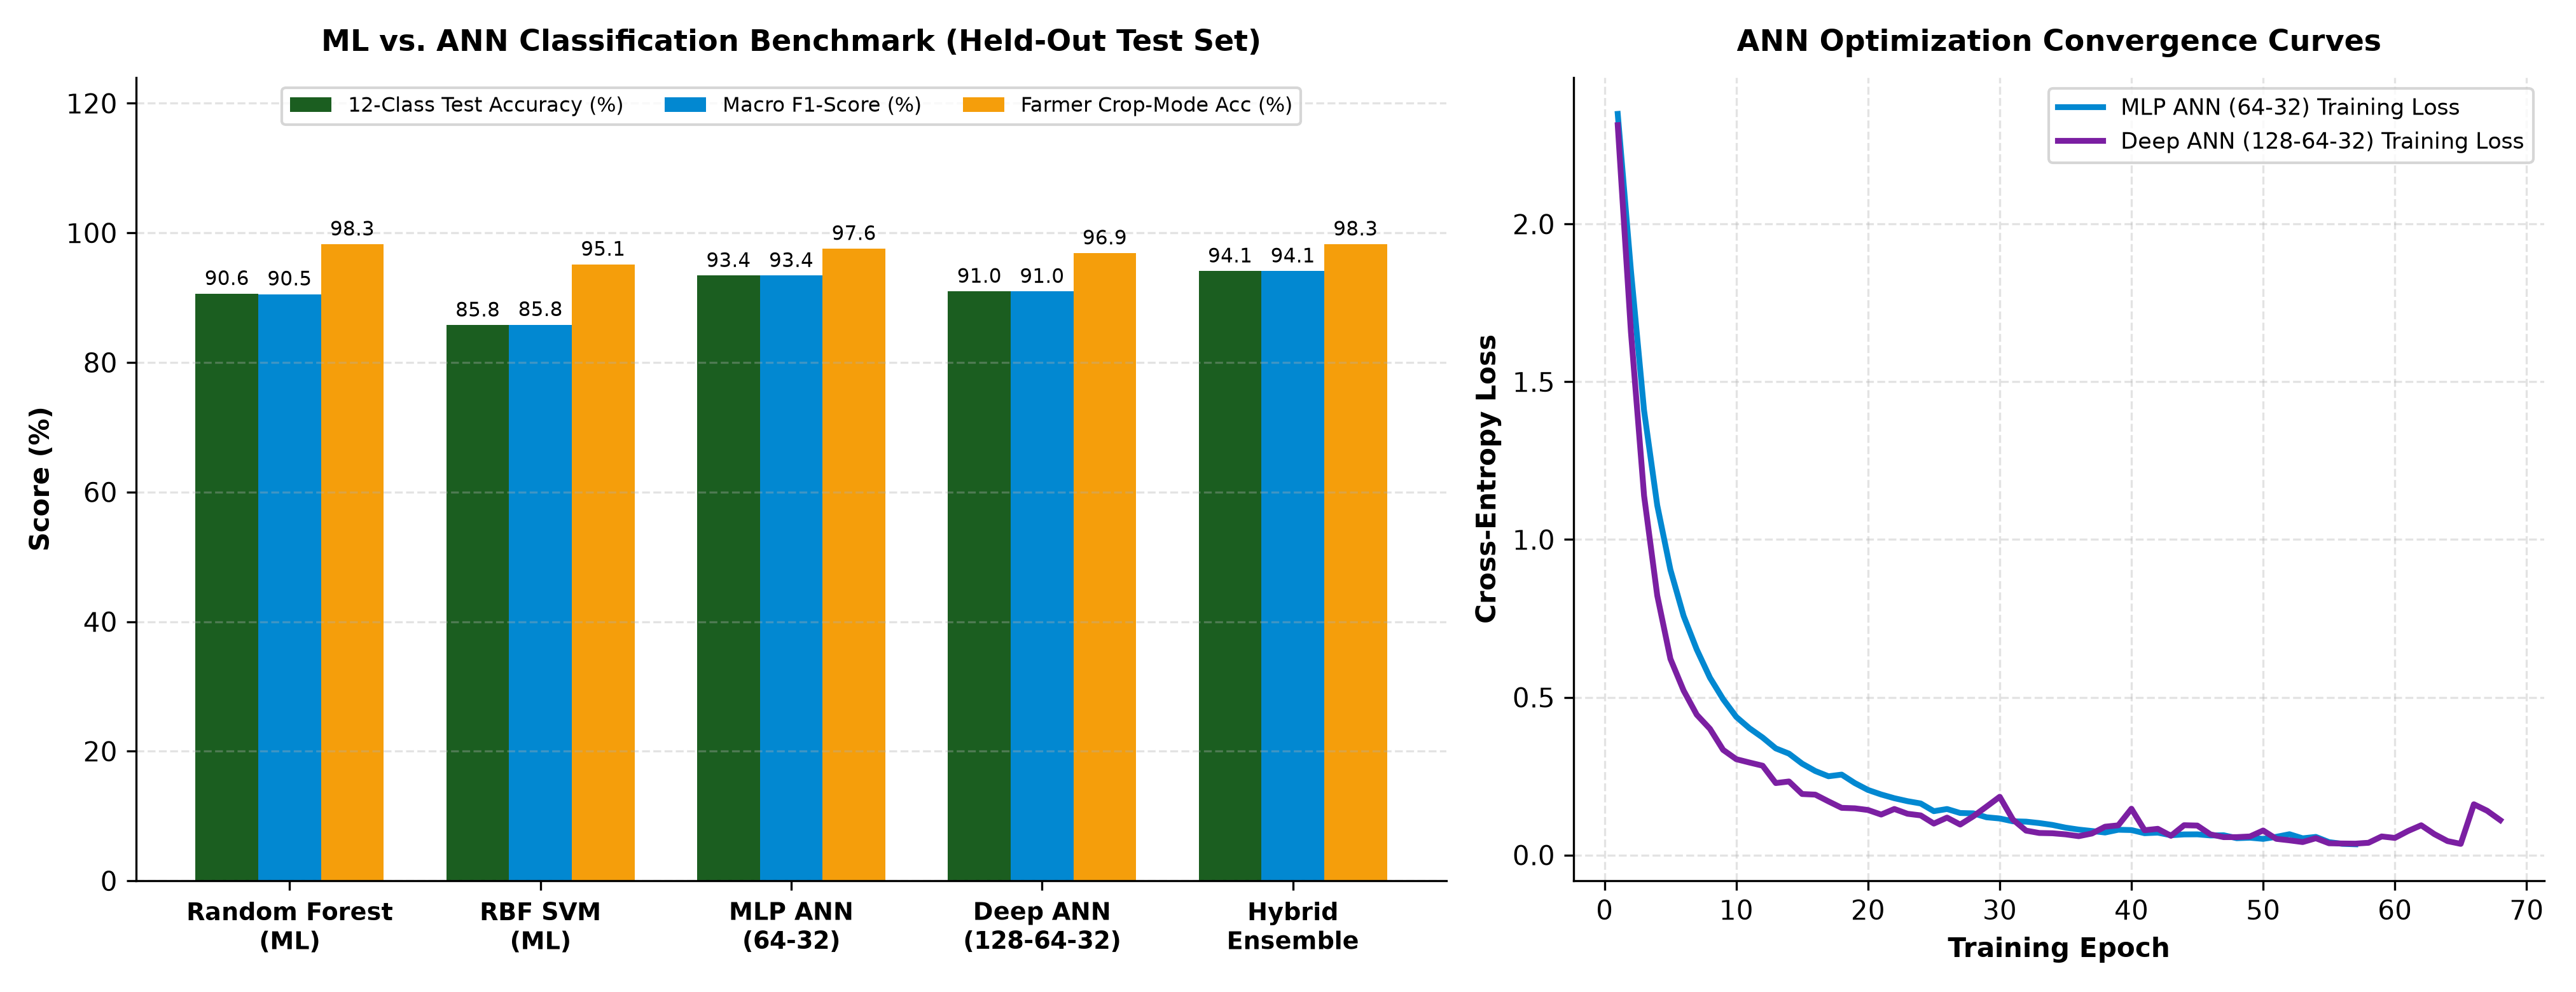 ML vs. ANN Classification Benchmark (Held-Out Test Set)
12-Class Test Accuracy (%) Macro F1-Score (%) Farmer Crop-Mode Acc (%)
Score (%)
120
100
80
60
40
20
0
90.6 90.5 98.3
85.8 85.8 95.1
93.4 93.4 97.6
91.0 91.0 96.9
94.1 94.1 98.3
Random Forest
(ML)
RBF SVM
(ML)
MLP ANN
(64-32)
Deep ANN
(128-64-32)
Hybrid
Ensemble
ANN Optimization Convergence Curves
MLP ANN (64-32) Training Loss
Deep ANN (128-64-32) Training Loss
Cross-Entropy Loss
2.0
1.5
1.0
0.5
0.0
0 10 20 30 40 50 60 70
Training Epoch